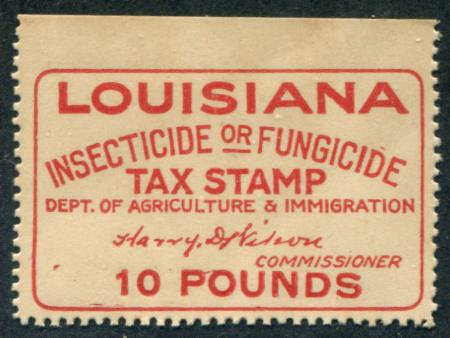 LOUISIANA
INSECTICIDE OR FUNGICIDE
TAX STAMP
DEPT. OF AGRICULTURE & IMMIGRATION
Harry D. Wilson
COMMISSIONER
10 POUNDS